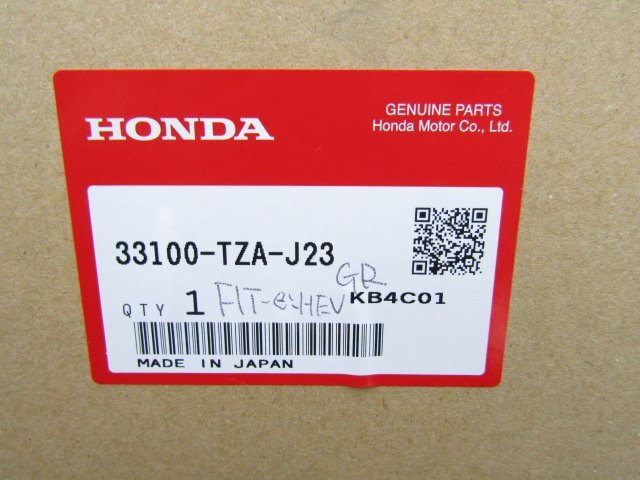 HONDA
GENUINE PARTS
Honda Motor Co., Ltd.
33100-TZA-J23
GR
QTY 1 FIT-e:HEV KB4C01
MADE IN JAPAN